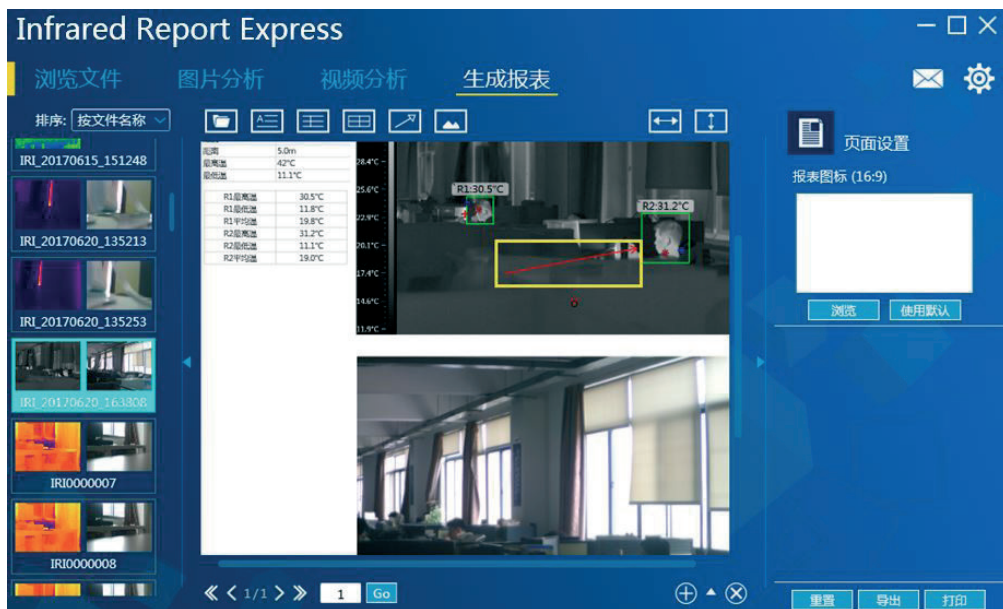 Infrared Report Express
浏览文件 图片分析 视频分析 生成报表
排序: 按文件名称
IRI_20170615_151248
IRI_20170620_135213
IRI_20170620_135253
IRI_20170620_163808
IRI0000007
IRI0000008
距离 5.0m
最高温 42°C
最低温 11.1°C
R1最高温 30.5°C
R1最低温 11.8°C
R1平均温 19.8°C
R2最高温 31.2°C
R2最低温 11.1°C
R2平均温 19.0°C
28.4°C
25.6°C
22.9°C
20.1°C
17.4°C
14.6°C
11.9°C
R1:30.5°C
R2:31.2°C
1/1 1 Go
页面设置
报表图标 (16:9)
浏览 使用默认
重置 导出 打印